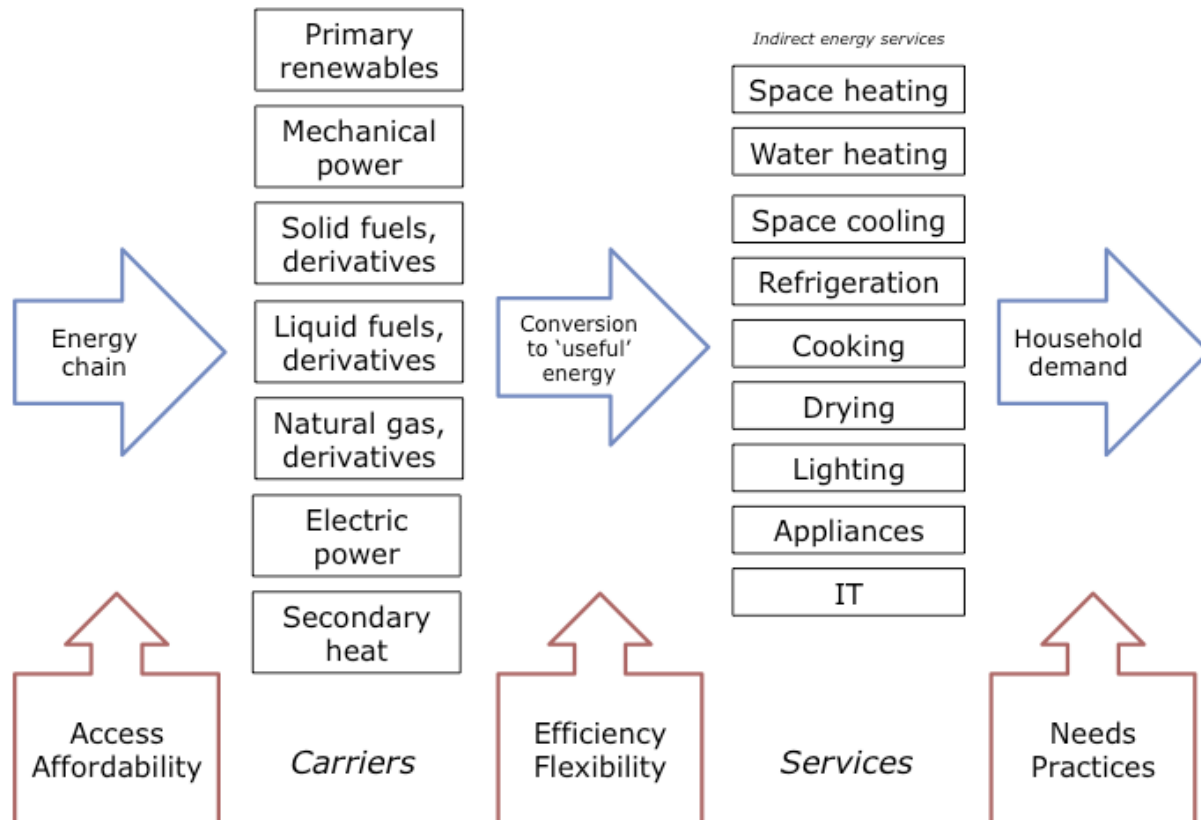 Energy
chain
Access
Affordability
Primary
renewables
Mechanical
power
Solid fuels,
derivatives
Liquid fuels,
derivatives
Natural gas,
derivatives
Electric
power
Secondary
heat
Carriers
Conversion
to ‘useful’
energy
Efficiency
Flexibility
Indirect energy services
Space heating
Water heating
Space cooling
Refrigeration
Cooking
Drying
Lighting
Appliances
IT
Services
Household
demand
Needs
Practices